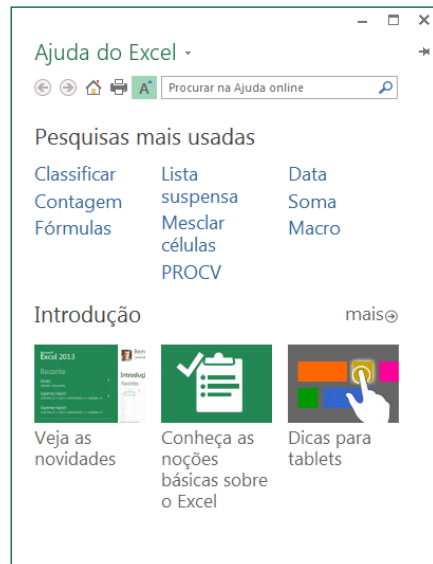 Ajuda do Excel
A
Procurar na Ajuda online
Pesquisas mais usadas
Classificar
Contagem
Fórmulas
Lista
suspensa
Mesclar
células
PROCV
Data
Soma
Macro
Introdução
mais
Excel 2013
Recente
Veja as
novidades
Conheça as
noções
básicas sobre
o Excel
Dicas para
tablets